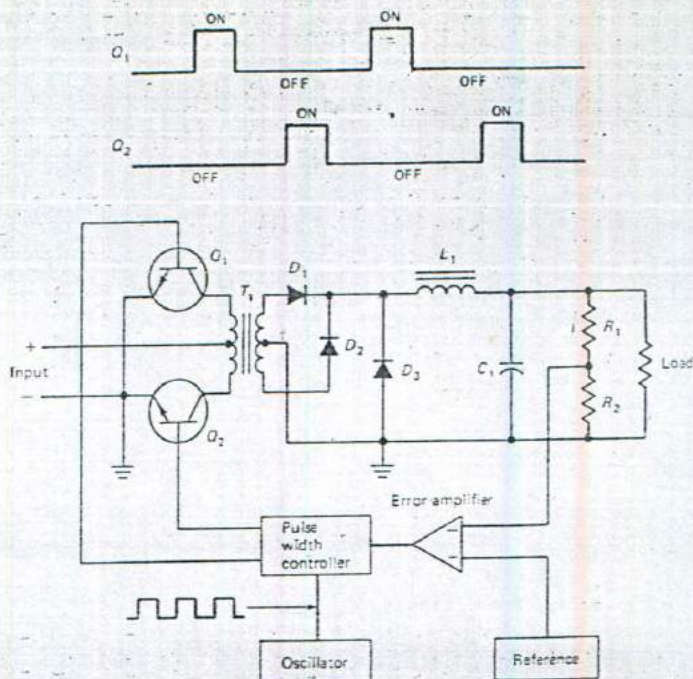 ON ON
Q1
OFF OFF
ON ON
Q2
OFF OFF
Q1
T1 D1 L1
+
Input
−
D2 D3 C1 R1
Load
R2
Q2
Error amplifier
Pulse
width
controller
Oscillator
Reference